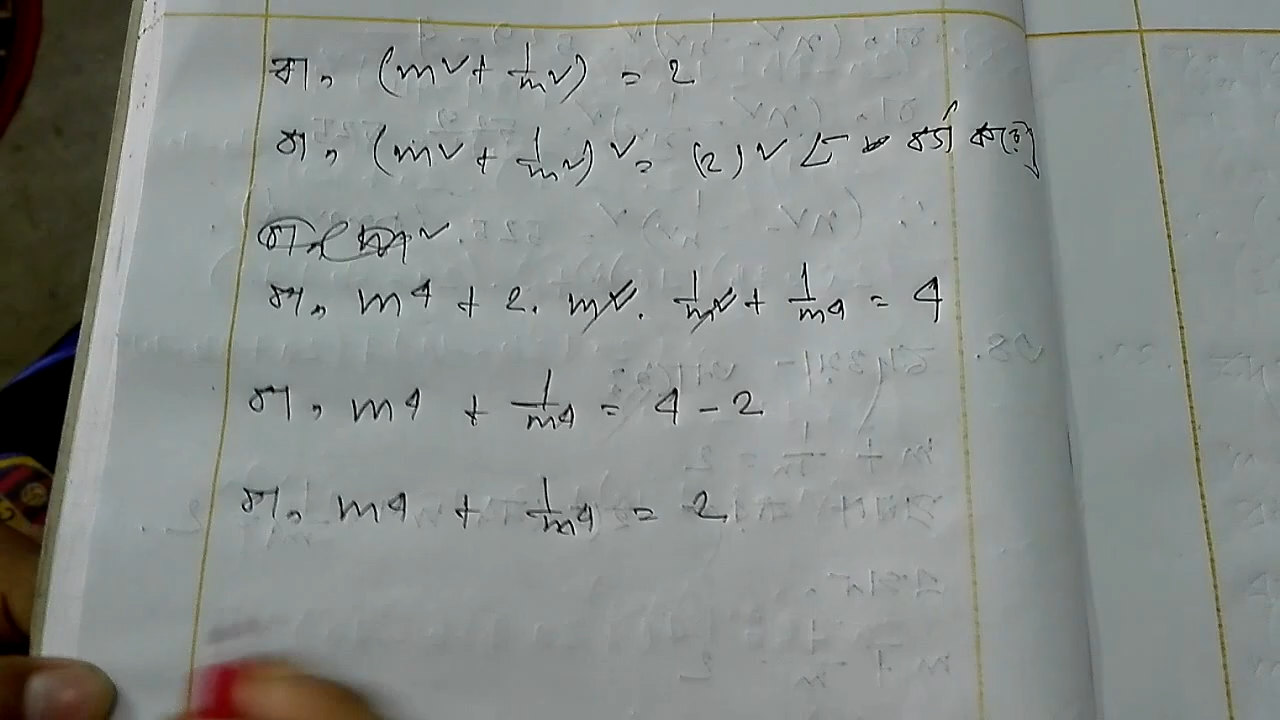 বা, (m² + 1/m²) = 2
বা, (m² + 1/m²)² = (2)² [বর্গ করে]
বা, m4 + 2. m². 1/m² + 1/m4 = 4
বা, m4 + 1/m4 = 4 - 2
বা, m4 + 1/m4 = 2